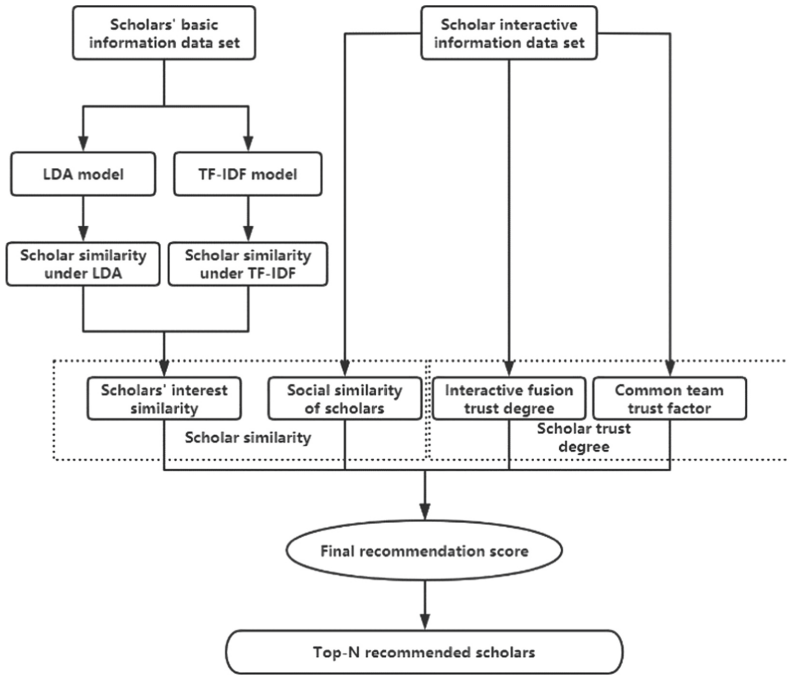 Scholars' basic
information data set
Scholar interactive
information data set
LDA model
TF-IDF model
Scholar similarity
under LDA
Scholar similarity
under TF-IDF
Scholars' interest
similarity
Social similarity
of scholars
Interactive fusion
trust degree
Common team
trust factor
Scholar similarity
Scholar trust
degree
Final recommendation score
Top-N recommended scholars